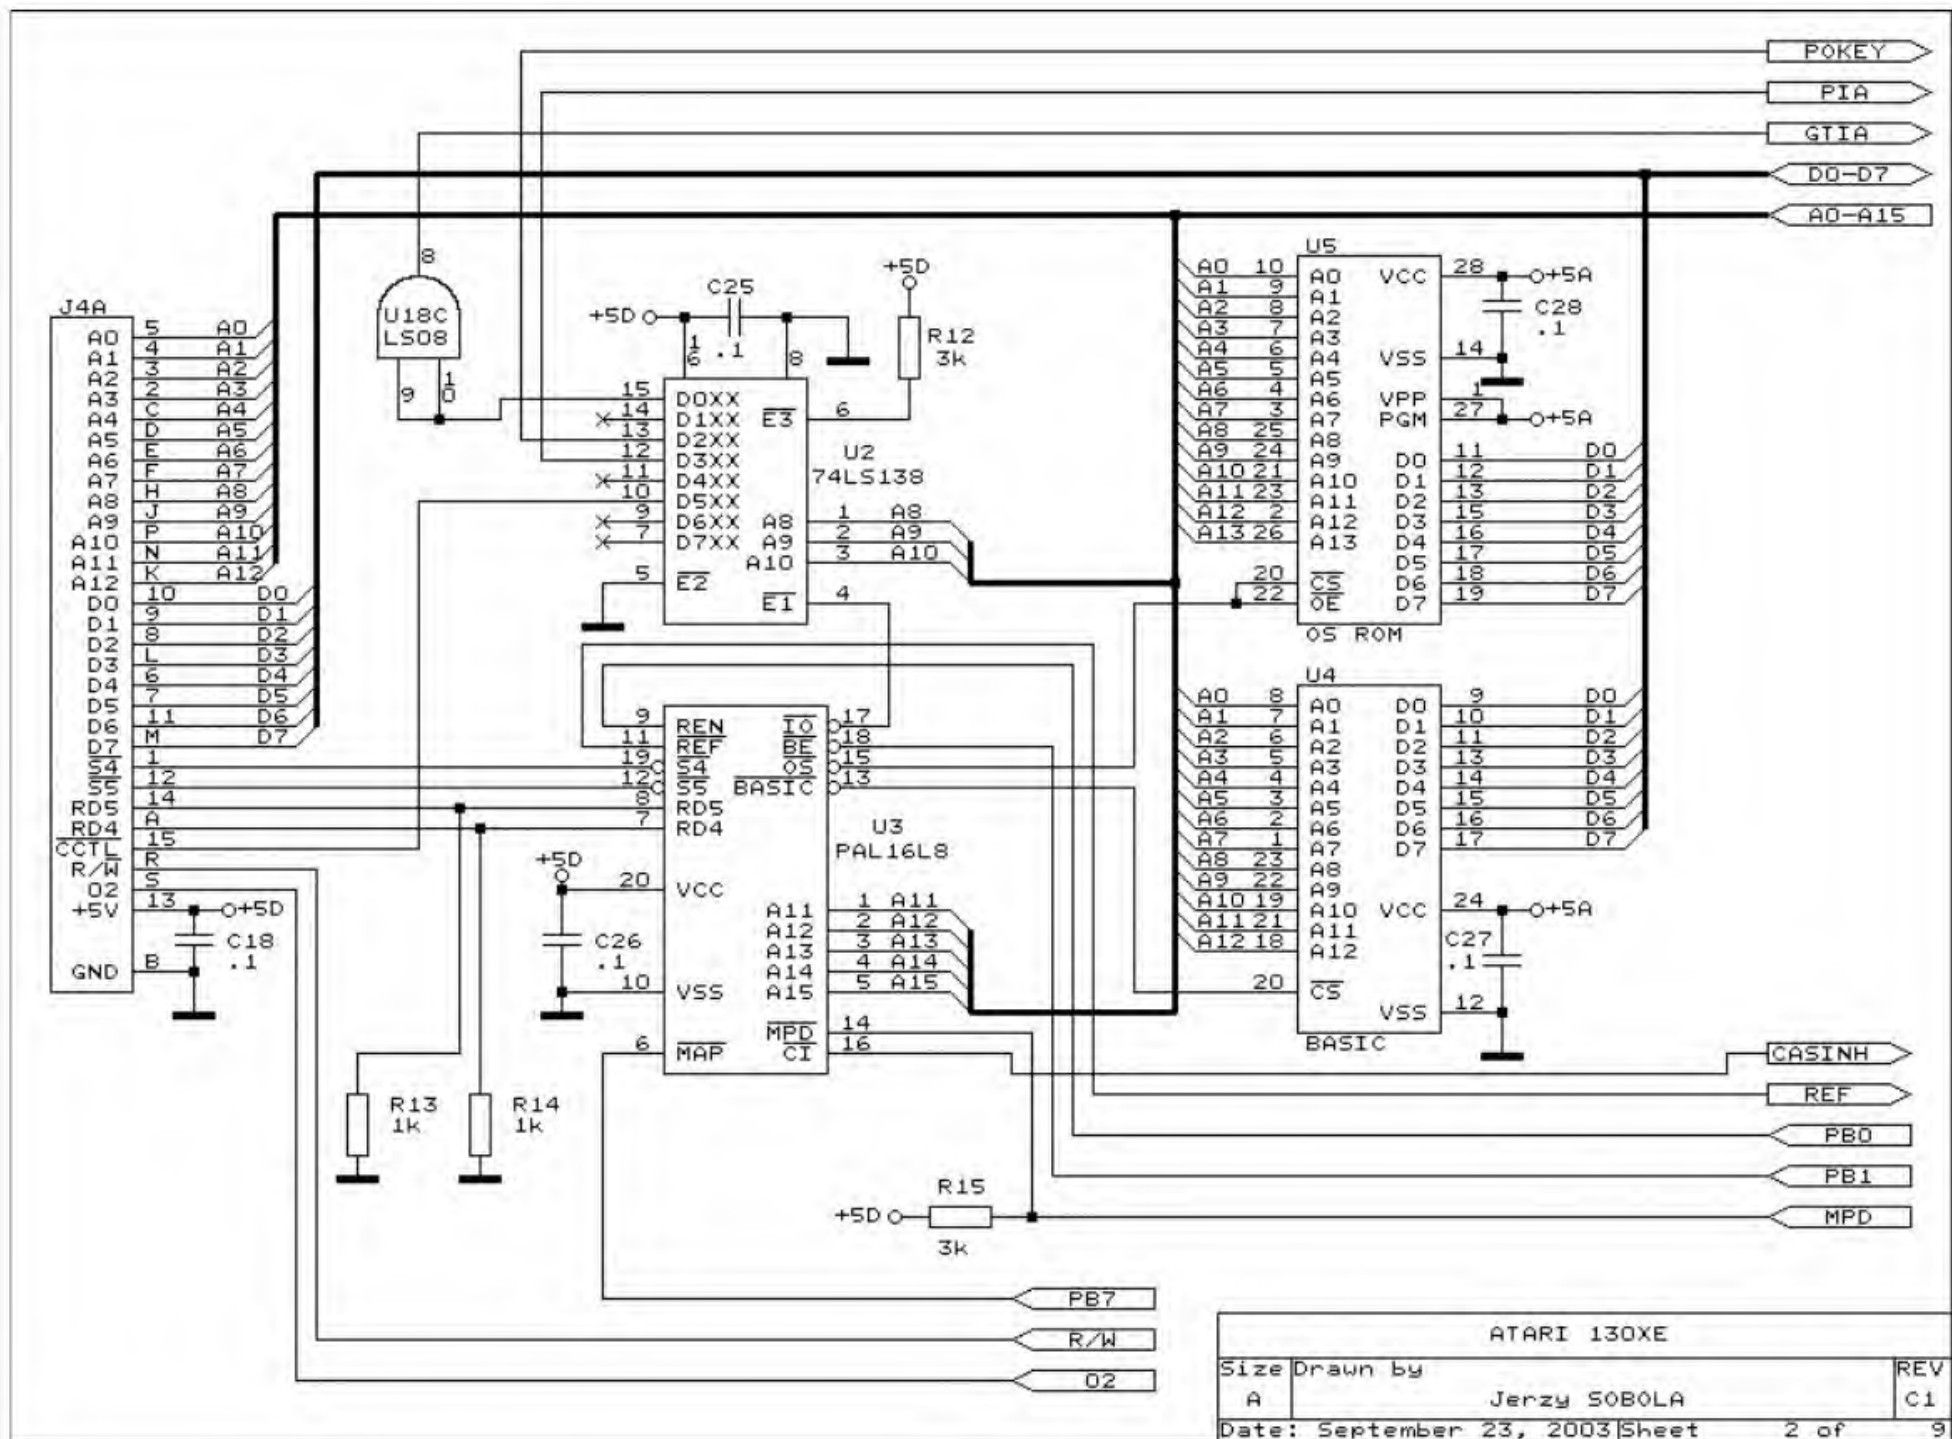 POKEY
PIA
GTIA
D0-D7
A0-A15
J4A
A0 5 A0
A1 4 A1
A2 3 A2
A3 2 A3
A4 C A4
A5 D A5
A6 E A6
A7 F A7
A8 H A8
A9 J A9
A10 P A10
A11 N A11
A12 K A12
D0 10 D0
D1 9 D1
D2 8 D2
D3 L D3
D4 6 D4
D5 7 D5
D6 11 D6
D7 M D7
S4 1
S5 12
RD5 14
RD4 A
CCTL 15
R/W R
O2 S
+5V 13 +5D
C18
.1
GND B
8
U18C
LS08
9 10
+5D
C25
.1
16 8
+5D
R12
3k
15 D0XX
14 D1XX E3 6
13 D2XX
12 D3XX
11 D4XX
10 D5XX
9 D6XX
7 D7XX
U2
74LS138
A8 1 A8
A9 2 A9
A10 3 A10
5 E2
E1 4
9 REN IO 17
11 REF BE 18
19 S4 OS 15
12 S5 BASIC 13
8 RD5
7 RD4
U3
PAL16L8
+5D
20 VCC
C26
.1
10 VSS
A11 1 A11
A12 2 A12
A13 3 A13
A14 4 A14
A15 5 A15
MPD 14
6 MAP CI 16
R13
1k
R14
1k
R15
+5D
3k
U5
A0 10 A0 VCC 28 +5A
A1 9 A1
A2 8 A2 C28
A3 7 A3 .1
A4 6 A4 VSS 14
A5 5 A5
A6 4 A6 VPP 1
A7 3 A7 PGM 27 +5A
A8 25 A8
A9 24 A9 D0 11 D0
A10 21 A10 D1 12 D1
A11 23 A11 D2 13 D2
A12 2 A12 D3 15 D3
A13 26 A13 D4 16 D4
D5 17 D5
20 CS D6 18 D6
22 OE D7 19 D7
OS ROM
U4
A0 8 A0 D0 9 D0
A1 7 A1 D1 10 D1
A2 6 A2 D2 11 D2
A3 5 A3 D3 13 D3
A4 4 A4 D4 14 D4
A5 3 A5 D5 15 D5
A6 2 A6 D6 16 D6
A7 1 A7 D7 17 D7
A8 23 A8
A9 22 A9
A10 19 A10 VCC 24 +5A
A11 21 A11
A12 18 A12 C27
.1
20 CS
VSS 12
BASIC
CASINH
REF
PB0
PB1
MPD
PB7
R/W
O2
ATARI 130XE
Size Drawn by REV
A Jerzy SOBOLA C1
Date: September 23, 2003 Sheet 2 of 9